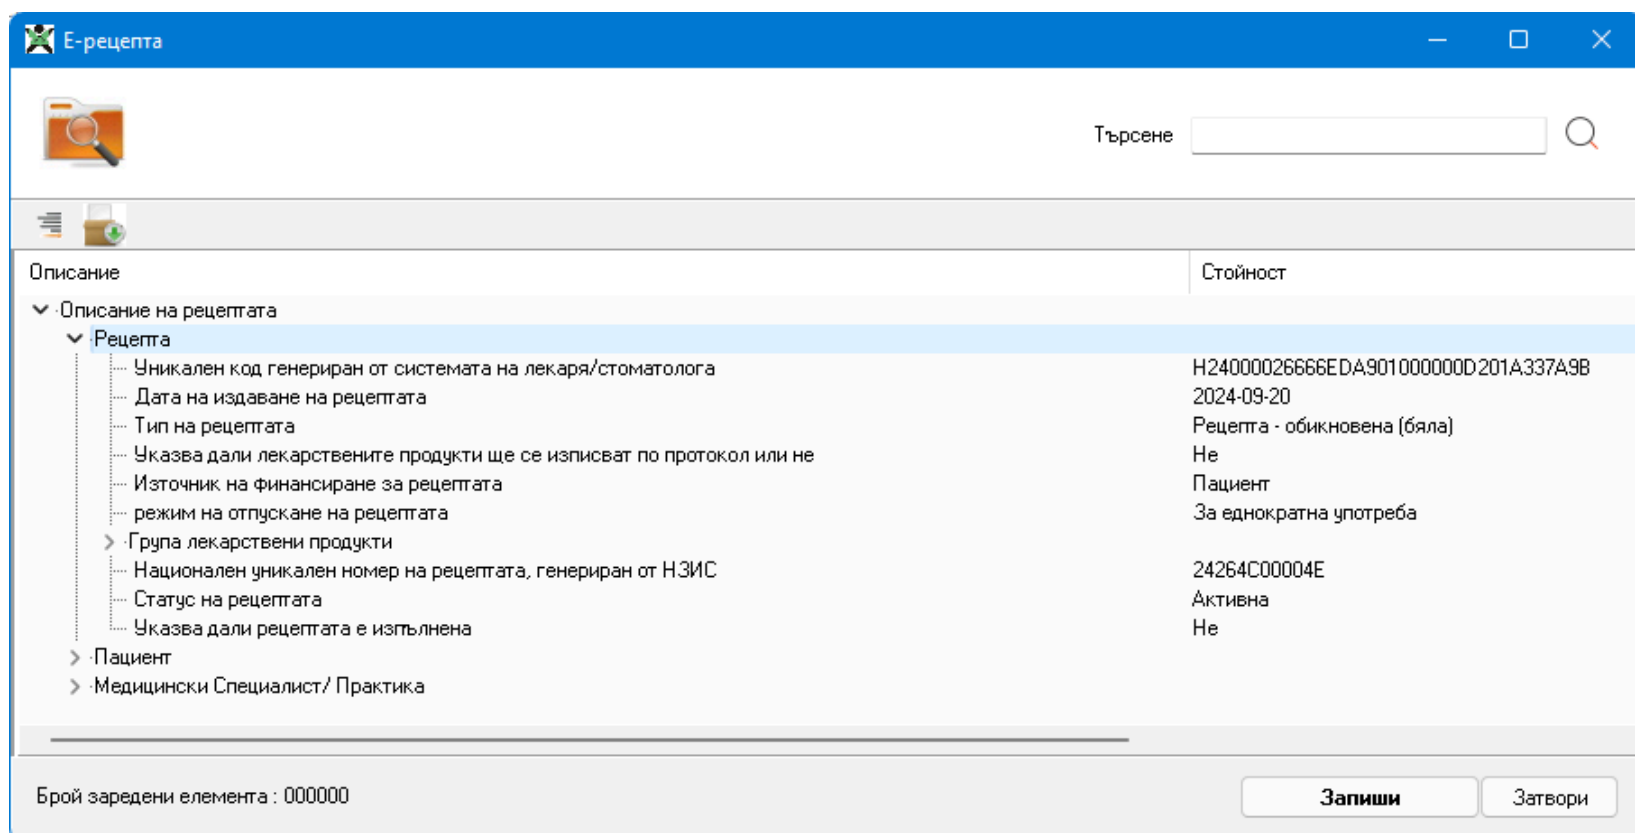 Е-рецепта
Търсене
Описание Стойност
Описание на рецептата
Рецепта
Уникален код генериран от системата на лекаря/стоматолога H24000026666EDA901000000D201A337A9B
Дата на издаване на рецептата 2024-09-20
Тип на рецептата Рецепта - обикновена (бяла)
Указва дали лекарствените продукти ще се изписват по протокол или не Не
Източник на финансиране за рецептата Пациент
режим на отпускане на рецептата За еднократна употреба
Група лекарствени продукти
Национален уникален номер на рецептата, генериран от НЗИС 24264C00004E
Статус на рецептата Активна
Указва дали рецептата е изпълнена Не
Пациент
Медицински Специалист/ Практика
Брой заредени елемента : 000000 Запиши Затвори